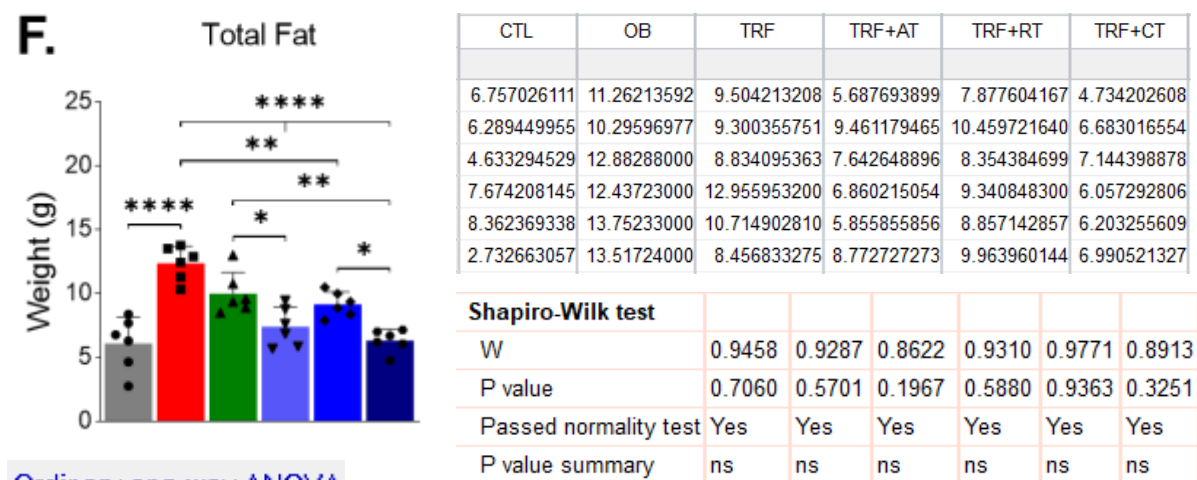 F.
Total Fat
Weight (g)
25
20
15
10
5
0
****
**
**
****
*
*
CTL OB TRF TRF+AT TRF+RT TRF+CT
6.757026111 11.26213592 9.504213208 5.687693899 7.877604167 4.734202608
6.289449955 10.29596977 9.300355751 9.461179465 10.459721640 6.683016554
4.633294529 12.88288000 8.834095363 7.642648896 8.354384699 7.144398878
7.674208145 12.43723000 12.955953200 6.860215054 9.340848300 6.057292806
8.362369338 13.75233000 10.714902810 5.855855856 8.857142857 6.203255609
2.732663057 13.51724000 8.456833275 8.772727273 9.963960144 6.990521327
Shapiro-Wilk test
W 0.9458 0.9287 0.8622 0.9310 0.9771 0.8913
P value 0.7060 0.5701 0.1967 0.5880 0.9363 0.3251
Passed normality test Yes Yes Yes Yes Yes Yes
P value summary ns ns ns ns ns ns
Ordinary one-way ANOVA